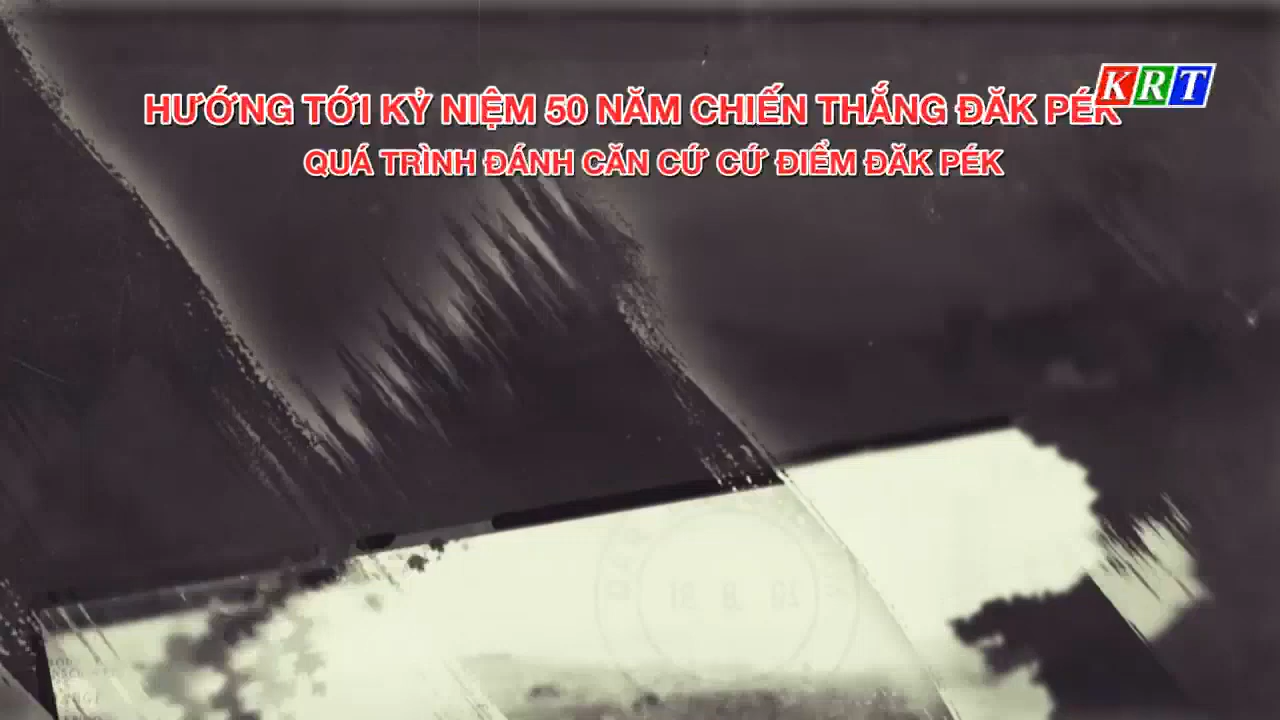 KRT
HƯỚNG TỚI KỶ NIỆM 50 NĂM CHIẾN THẮNG ĐĂK PÉK
QUÁ TRÌNH ĐÁNH CĂN CỨ CỨ ĐIỂM ĐĂK PÉK